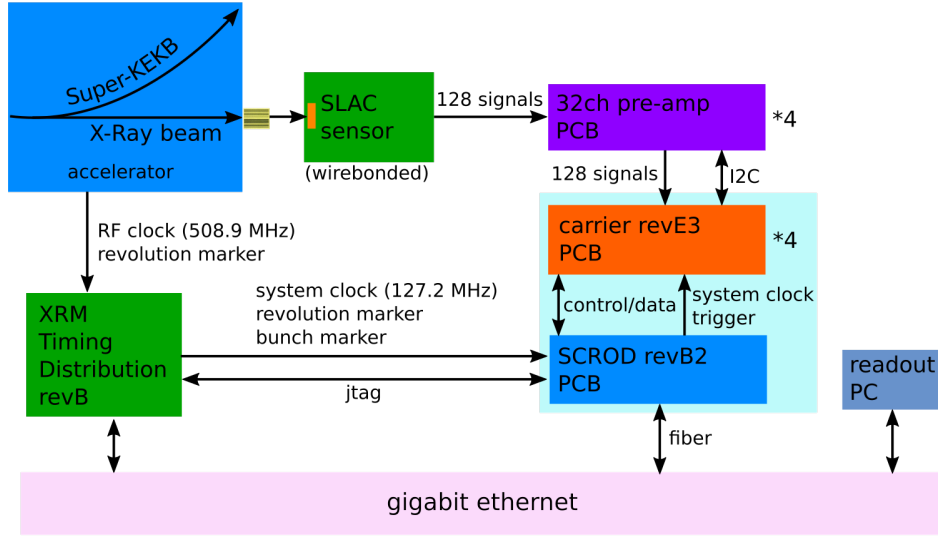 Super-KEKB
X-Ray beam
accelerator
SLAC
sensor
(wirebonded)
128 signals
32ch pre-amp
PCB
*4
128 signals
I2C
RF clock (508.9 MHz)
revolution marker
carrier revE3
PCB
*4
XRM
Timing
Distribution
revB
system clock (127.2 MHz)
revolution marker
bunch marker
jtag
control/data
system clock
trigger
SCROD revB2
PCB
fiber
readout
PC
gigabit ethernet